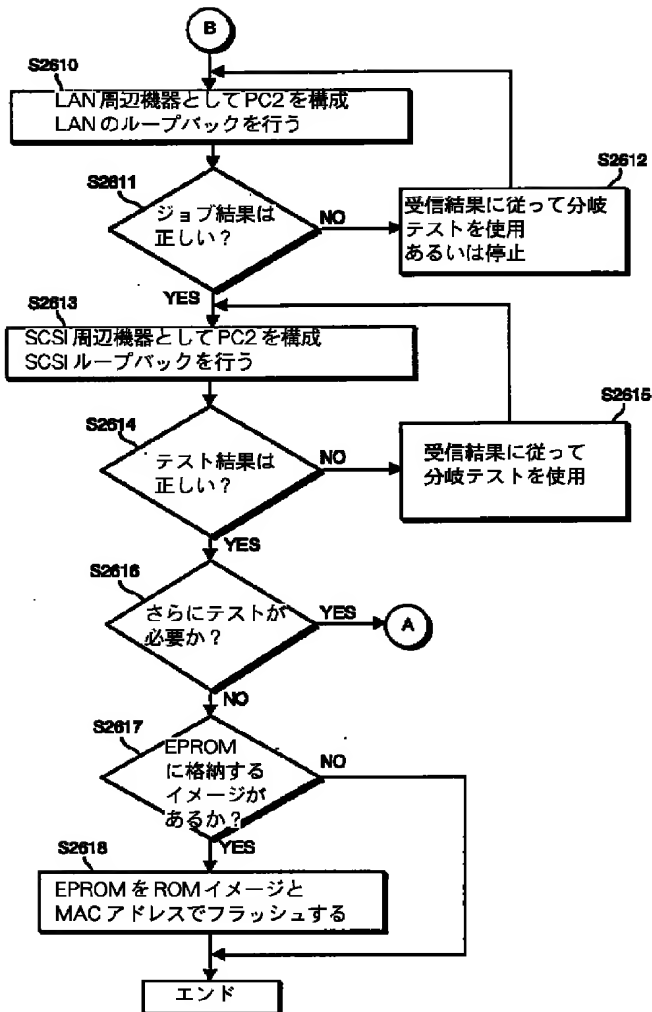 B
S2610
LAN周辺機器としてPC2を構成
LANのループバックを行う
S2611
ジョブ結果は
正しい？
NO
S2612
受信結果に従って分岐
テストを使用
あるいは停止
YES
S2613
SCSI周辺機器としてPC2を構成
SCSIループバックを行う
S2614
テスト結果は
正しい？
NO
S2615
受信結果に従って
分岐テストを使用
YES
S2616
さらにテストが
必要か？
YES
A
NO
S2617
EPROM
に格納する
イメージが
あるか？
NO
YES
S2618
EPROMをROMイメージと
MACアドレスでフラッシュする
エンド